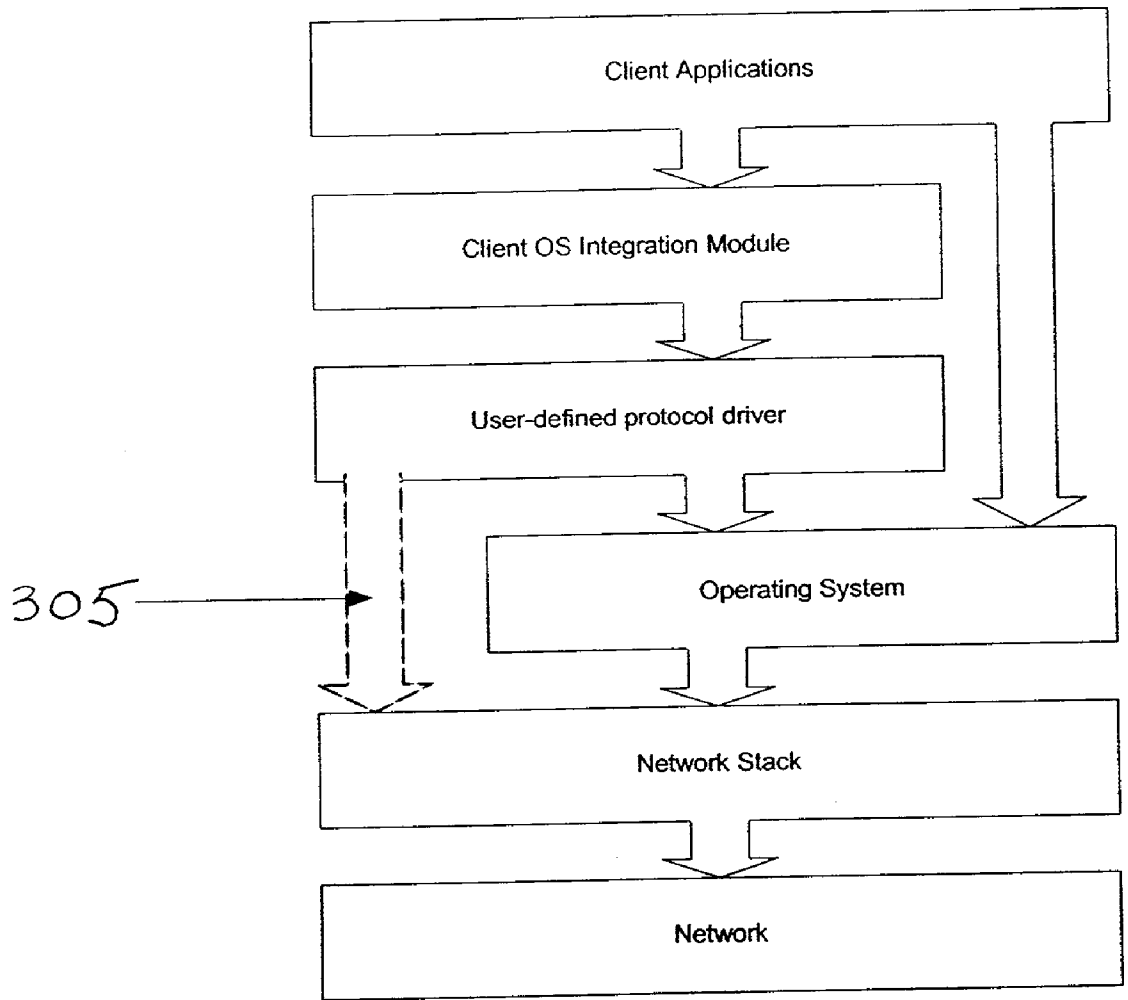 Client Applications
Client OS Integration Module
User-defined protocol driver
Operating System
305
Network Stack
Network